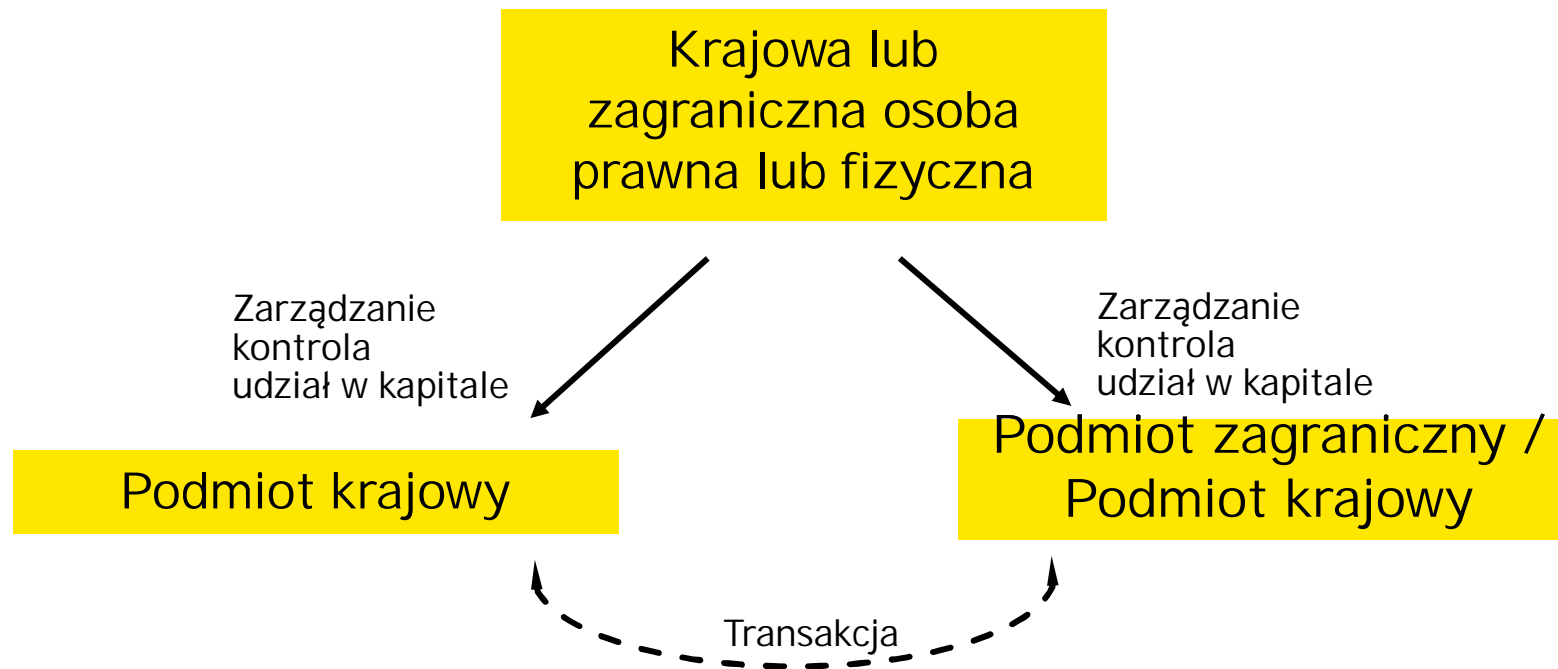 Krajowa lub
zagraniczna osoba
prawna lub fizyczna
Zarządzanie
kontrola
udział w kapitale
Zarządzanie
kontrola
udział w kapitale
Podmiot krajowy
Podmiot zagraniczny /
Podmiot krajowy
Transakcja